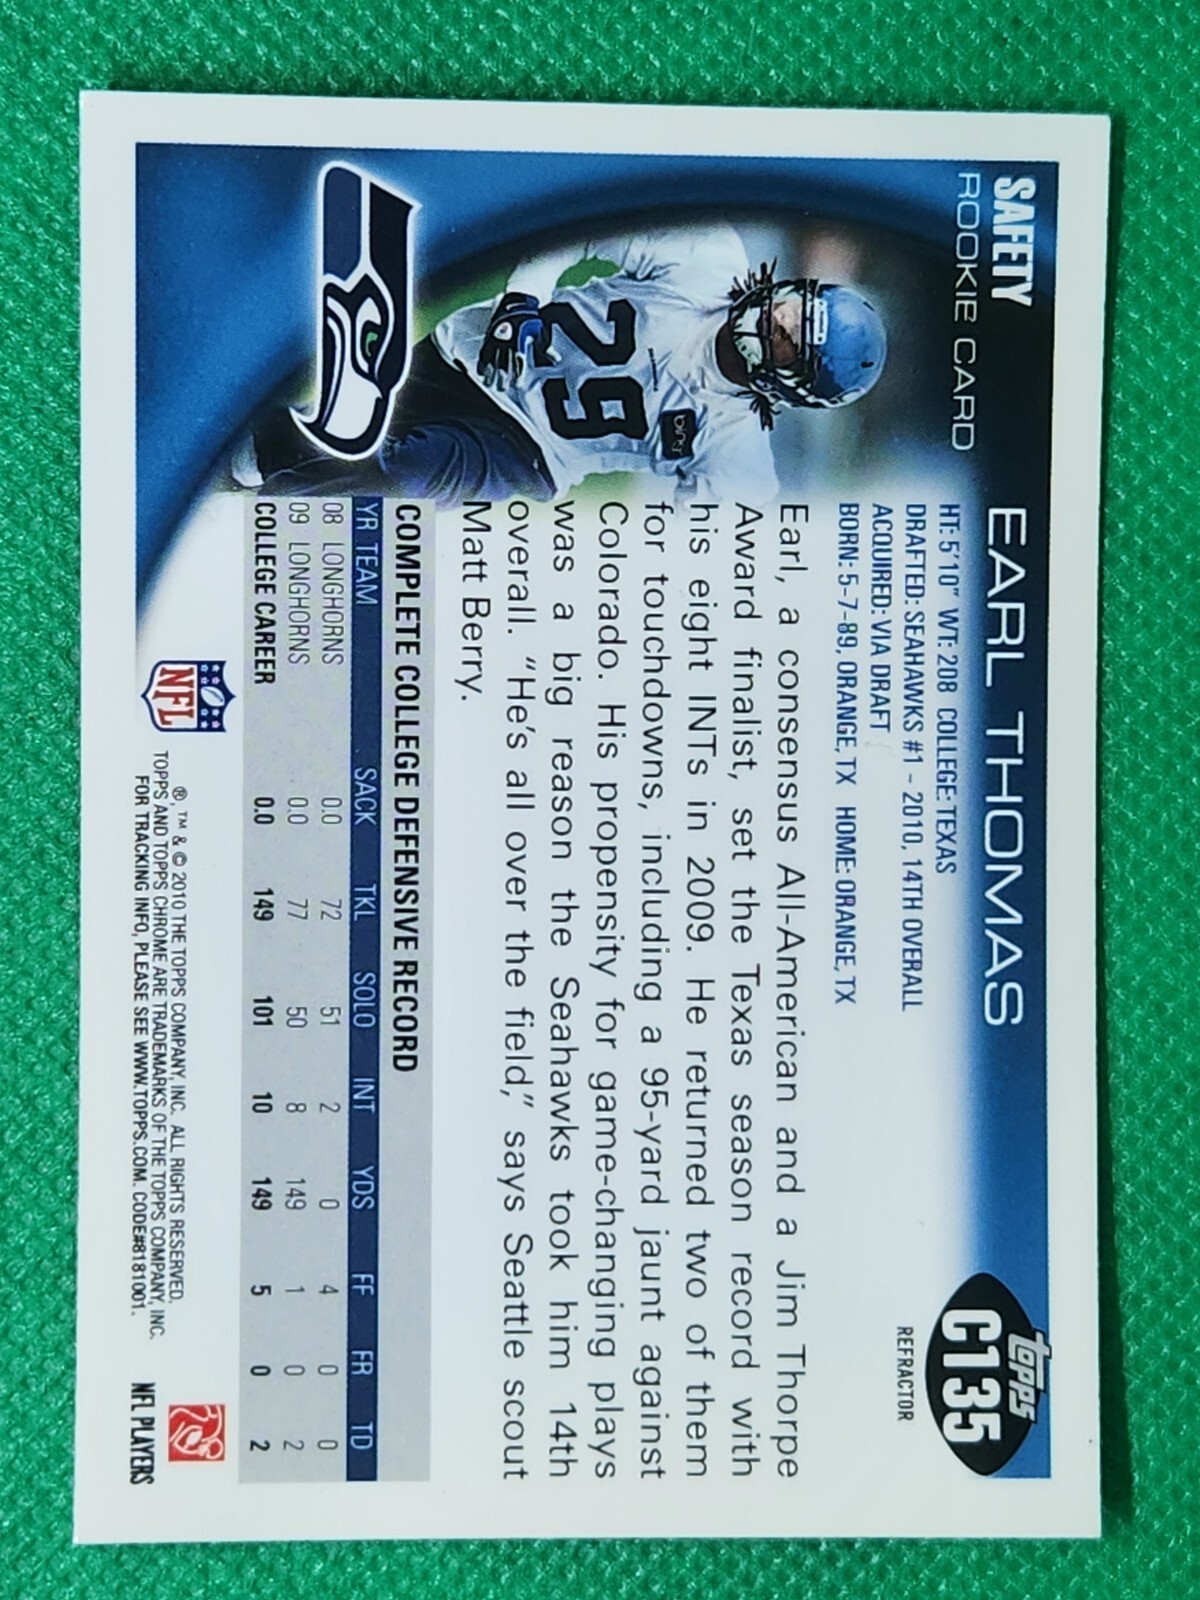 SAFETY
ROOKIE CARD
29
bing
EARL THOMAS
HT: 5'10" WT: 208 COLLEGE: TEXAS
DRAFTED: SEAHAWKS #1 - 2010, 14TH OVERALL
ACQUIRED: VIA DRAFT
BORN: 5-7-89, ORANGE, TX HOME: ORANGE, TX
topps
C135
REFRACTOR
Earl, a consensus All-American and a Jim Thorpe
Award finalist, set the Texas season record with
his eight INTs in 2009. He returned two of them
for touchdowns, including a 95-yard jaunt against
Colorado. His propensity for game-changing plays
was a big reason the Seahawks took him 14th
overall. "He's all over the field," says Seattle scout
Matt Berry.
COMPLETE COLLEGE DEFENSIVE RECORD
YR TEAM SACK TKL SOLO INT YDS FF FR TD
08 LONGHORNS 0.0 72 51 2 0 4 0 0
09 LONGHORNS 0.0 77 50 8 149 1 0 2
COLLEGE CAREER 0.0 149 101 10 149 5 0 2
NFL
®, ™ & © 2010 THE TOPPS COMPANY, INC. ALL RIGHTS RESERVED.
TOPPS AND TOPPS CHROME ARE TRADEMARKS OF THE TOPPS COMPANY, INC.
FOR TRACKING INFO, PLEASE SEE WWW.TOPPS.COM. CODE#8181001.
NFL PLAYERS